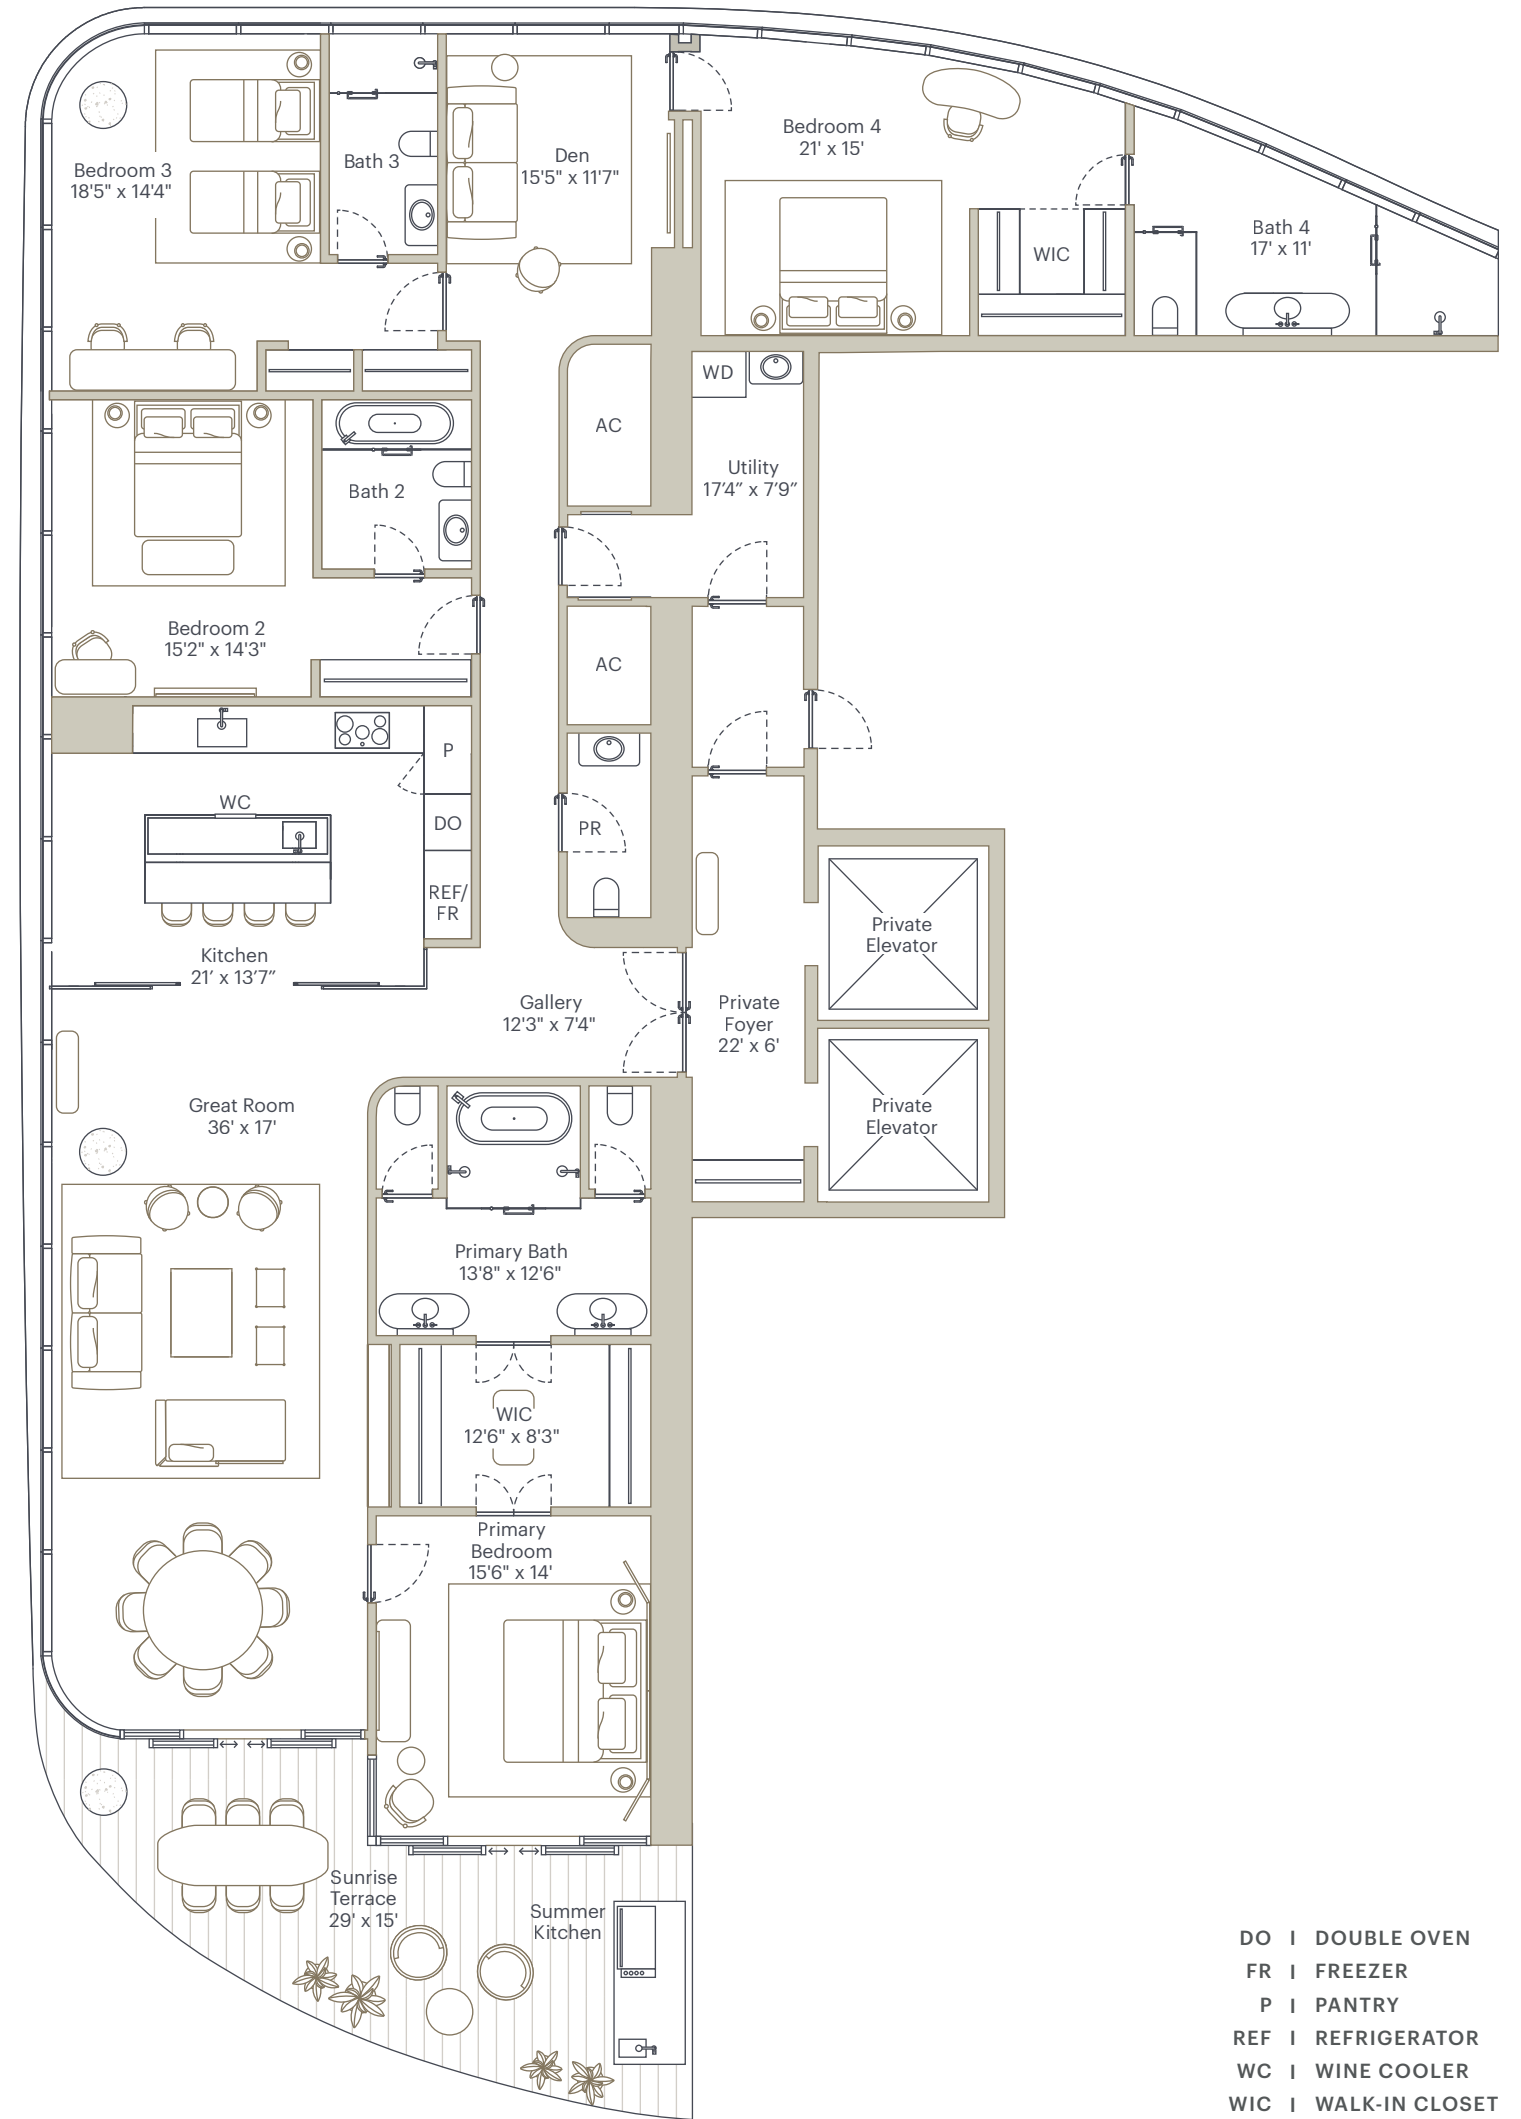 Bedroom 3
18'5" x 14'4"
Bath 3
Den
15'5" x 11'7"
Bedroom 4
21' x 15'
WIC
Bath 4
17' x 11'
WD
AC
Utility
17’4” x 7’9”
Bath 2
Bedroom 2
15'2" x 14'3"
AC
P
WC
DO
PR
REF/
FR
Kitchen
21’ x 13’7”
Private
Elevator
Gallery
12'3" x 7'4"
Private
Foyer
22' x 6'
Great Room
36' x 17'
Private
Elevator
Primary Bath
13'8" x 12'6"
WIC
12'6" x 8'3"
Primary
Bedroom
15'6" x 14'
Sunrise
Terrace
29' x 15'
Summer
Kitchen
DO | DOUBLE OVEN
FR | FREEZER
P | PANTRY
REF | REFRIGERATOR
WC | WINE COOLER
WIC | WALK-IN CLOSET